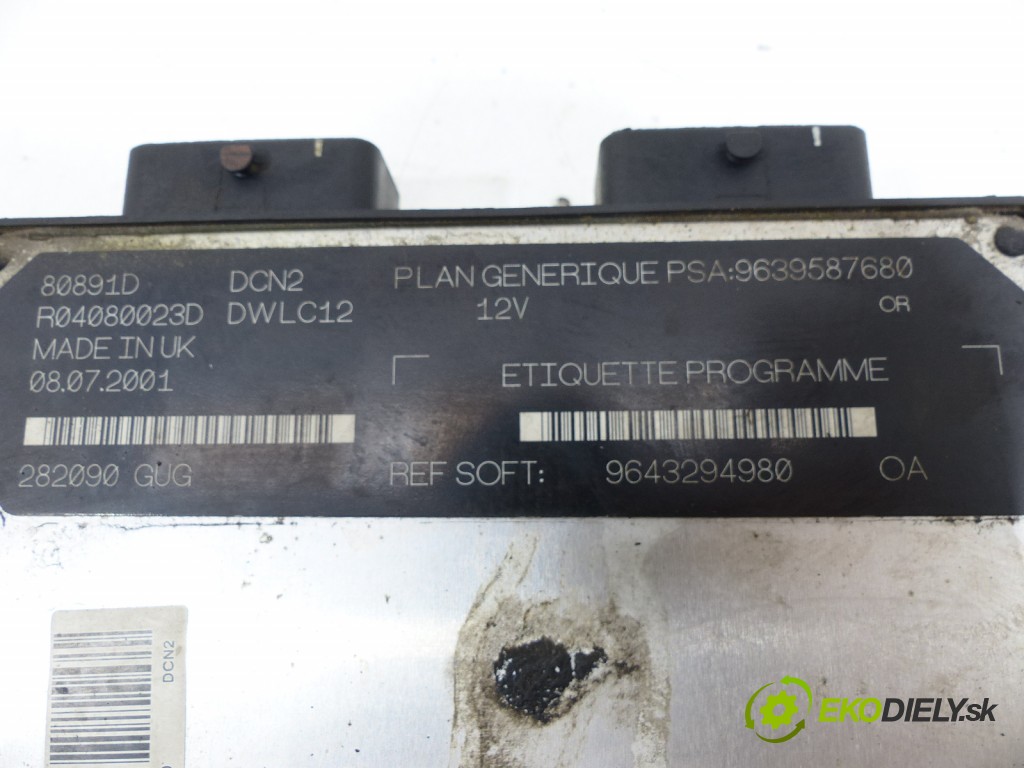 80891D DCN2 PLAN GENERIQUE PSA:9639587680
R04080023D DWLC12 12V OR
MADE IN UK
08.07.2001 ETIQUETTE PROGRAMME
282090 GUG REF SOFT: 9643294980 OA
DCN2
EKODIELY.sk